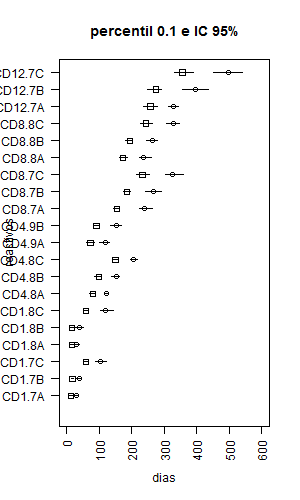 percentil 0.1 e IC 95%
CD12.7C
CD12.7B
CD12.7A
CD8.8C
CD8.8B
CD8.8A
CD8.7C
CD8.7B
CD8.7A
CD4.9B
CD4.9A
CD4.8C
CD4.8B
CD4.8A
CD1.8C
CD1.8B
CD1.8A
CD1.7C
CD1.7B
CD1.7A
0
100
200
300
400
500
600
dias